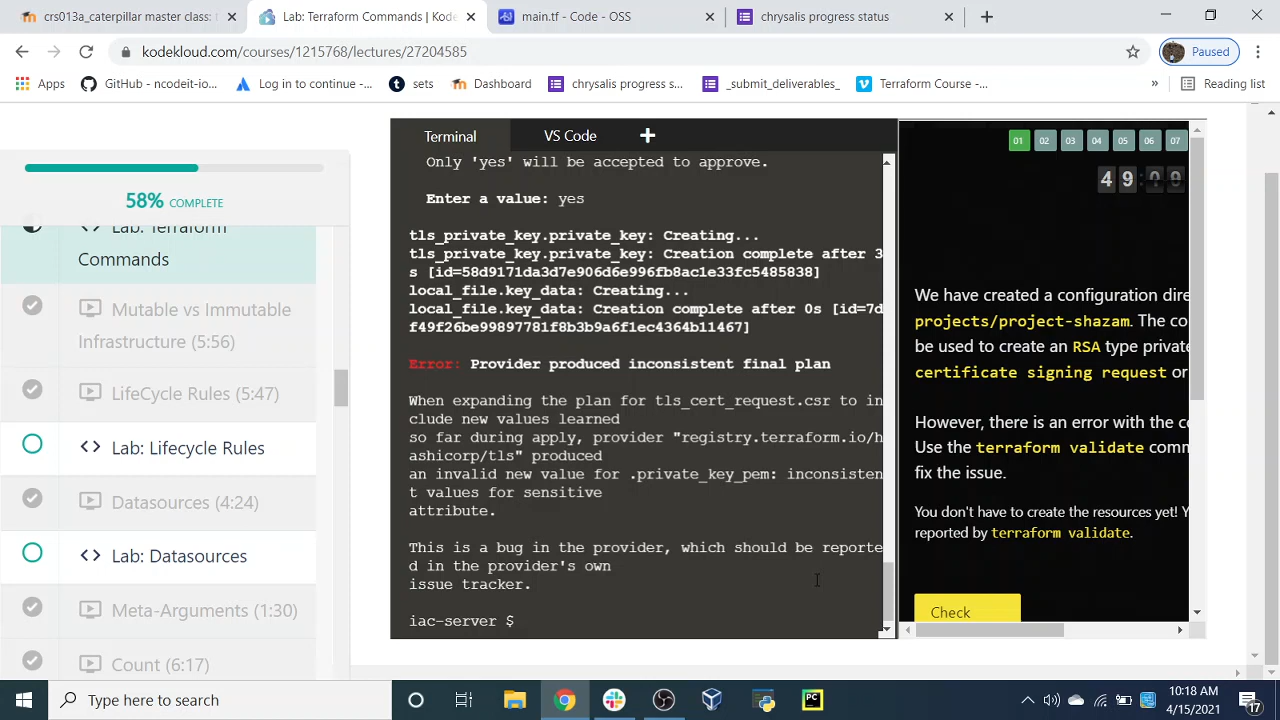 es013a_caterpillar master class: t
Lab: Terraform Commands | KodeKl
main.tf - Code - OSS
chrysalis progress status
kodekloud.com/courses/1215768/lectures/27204585
Paused
Apps
GitHub - ncodeit-io...
Log in to continue -...
sets
Dashboard
chrysalis progress s...
_submit_deliverables_
Terraform Course -...
»
Reading list
58% COMPLETE
Lab: Terraform
Commands
Mutable vs Immutable
Infrastructure (5:56)
LifeCycle Rules (5:47)
Lab: Lifecycle Rules
Datasources (4:24)
Lab: Datasources
Meta-Arguments (1:30)
Count (6:17)
Terminal
VS Code
Only 'yes' will be accepted to approve.
Enter a value: yes
tls_private_key.private_key: Creating...
tls_private_key.private_key: Creation complete after 3
s [id=58d9171da3d7e906d6e996fb8ac1e33fc5485838]
local_file.key_data: Creating...
local_file.key_data: Creation complete after 0s [id=7d
f49f26be99897781f8b3b9a6f1ec4364b11467]
Error: Provider produced inconsistent final plan
When expanding the plan for tls_cert_request.csr to in
clude new values learned
so far during apply, provider "registry.terraform.io/h
ashicorp/tls" produced
an invalid new value for .private_key_pem: inconsisten
t values for sensitive
attribute.
This is a bug in the provider, which should be reporte
d in the provider's own
issue tracker.
iac-server $
01 02 03 04 05 06 07
49:00
We have created a configuration dire
projects/project-shazam. The co
be used to create an RSA type private
certificate signing request or
However, there is an error with the co
Use the terraform validate comm
fix the issue.
You don't have to create the resources yet! Y
reported by terraform validate.
Check
Type here to search
10:18 AM
4/15/2021
17